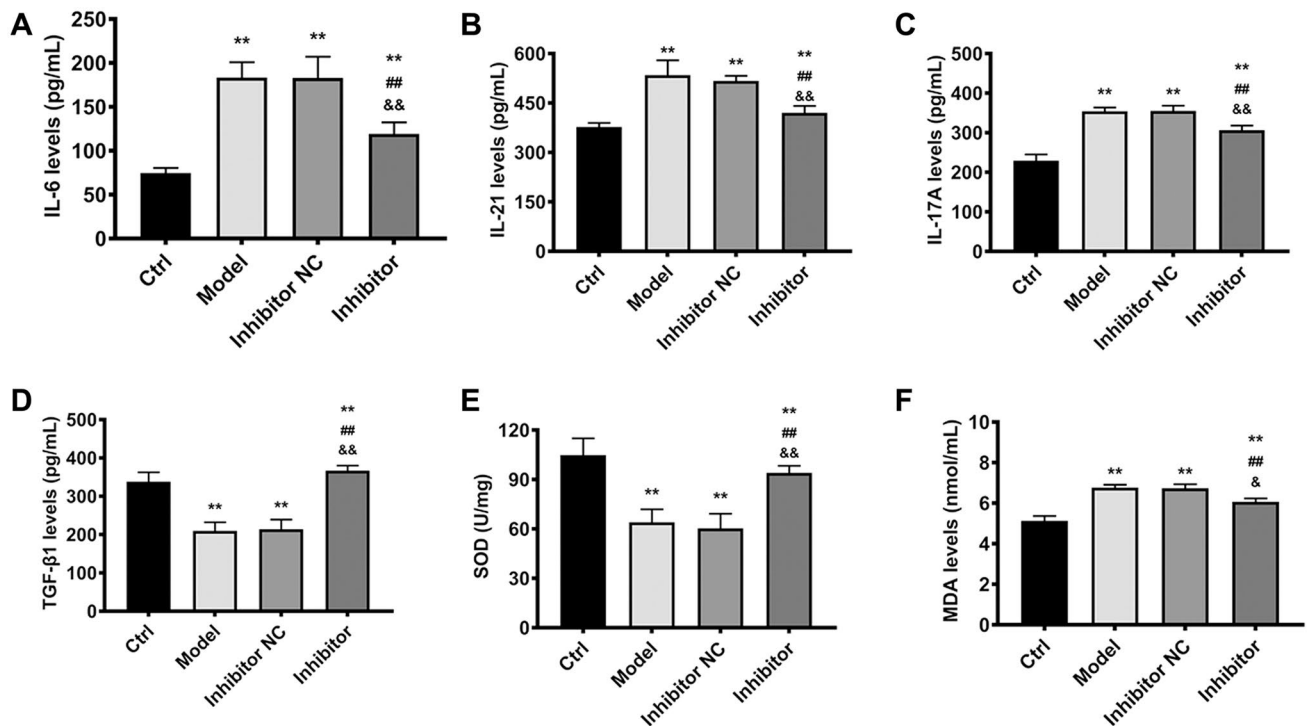 A
IL-6 levels (pg/mL)
250
200
150
100
50
0
**
**
**
##
&&
Ctrl
Model
Inhibitor NC
Inhibitor
B
IL-21 levels (pg/mL)
600
450
300
150
0
**
**
**
##
&&
Ctrl
Model
Inhibitor NC
Inhibitor
C
IL-17A levels (pg/mL)
500
400
300
200
100
0
**
**
**
##
&&
Ctrl
Model
Inhibitor NC
Inhibitor
D
TGF-β1 levels (pg/mL)
500
400
300
200
100
0
**
**
**
##
&&
Ctrl
Model
Inhibitor NC
Inhibitor
E
SOD (U/mg)
120
90
60
30
0
**
**
**
##
&&
Ctrl
Model
Inhibitor NC
Inhibitor
F
MDA levels (nmol/mL)
10
8
6
4
2
0
**
**
**
##
&
Ctrl
Model
Inhibitor NC
Inhibitor